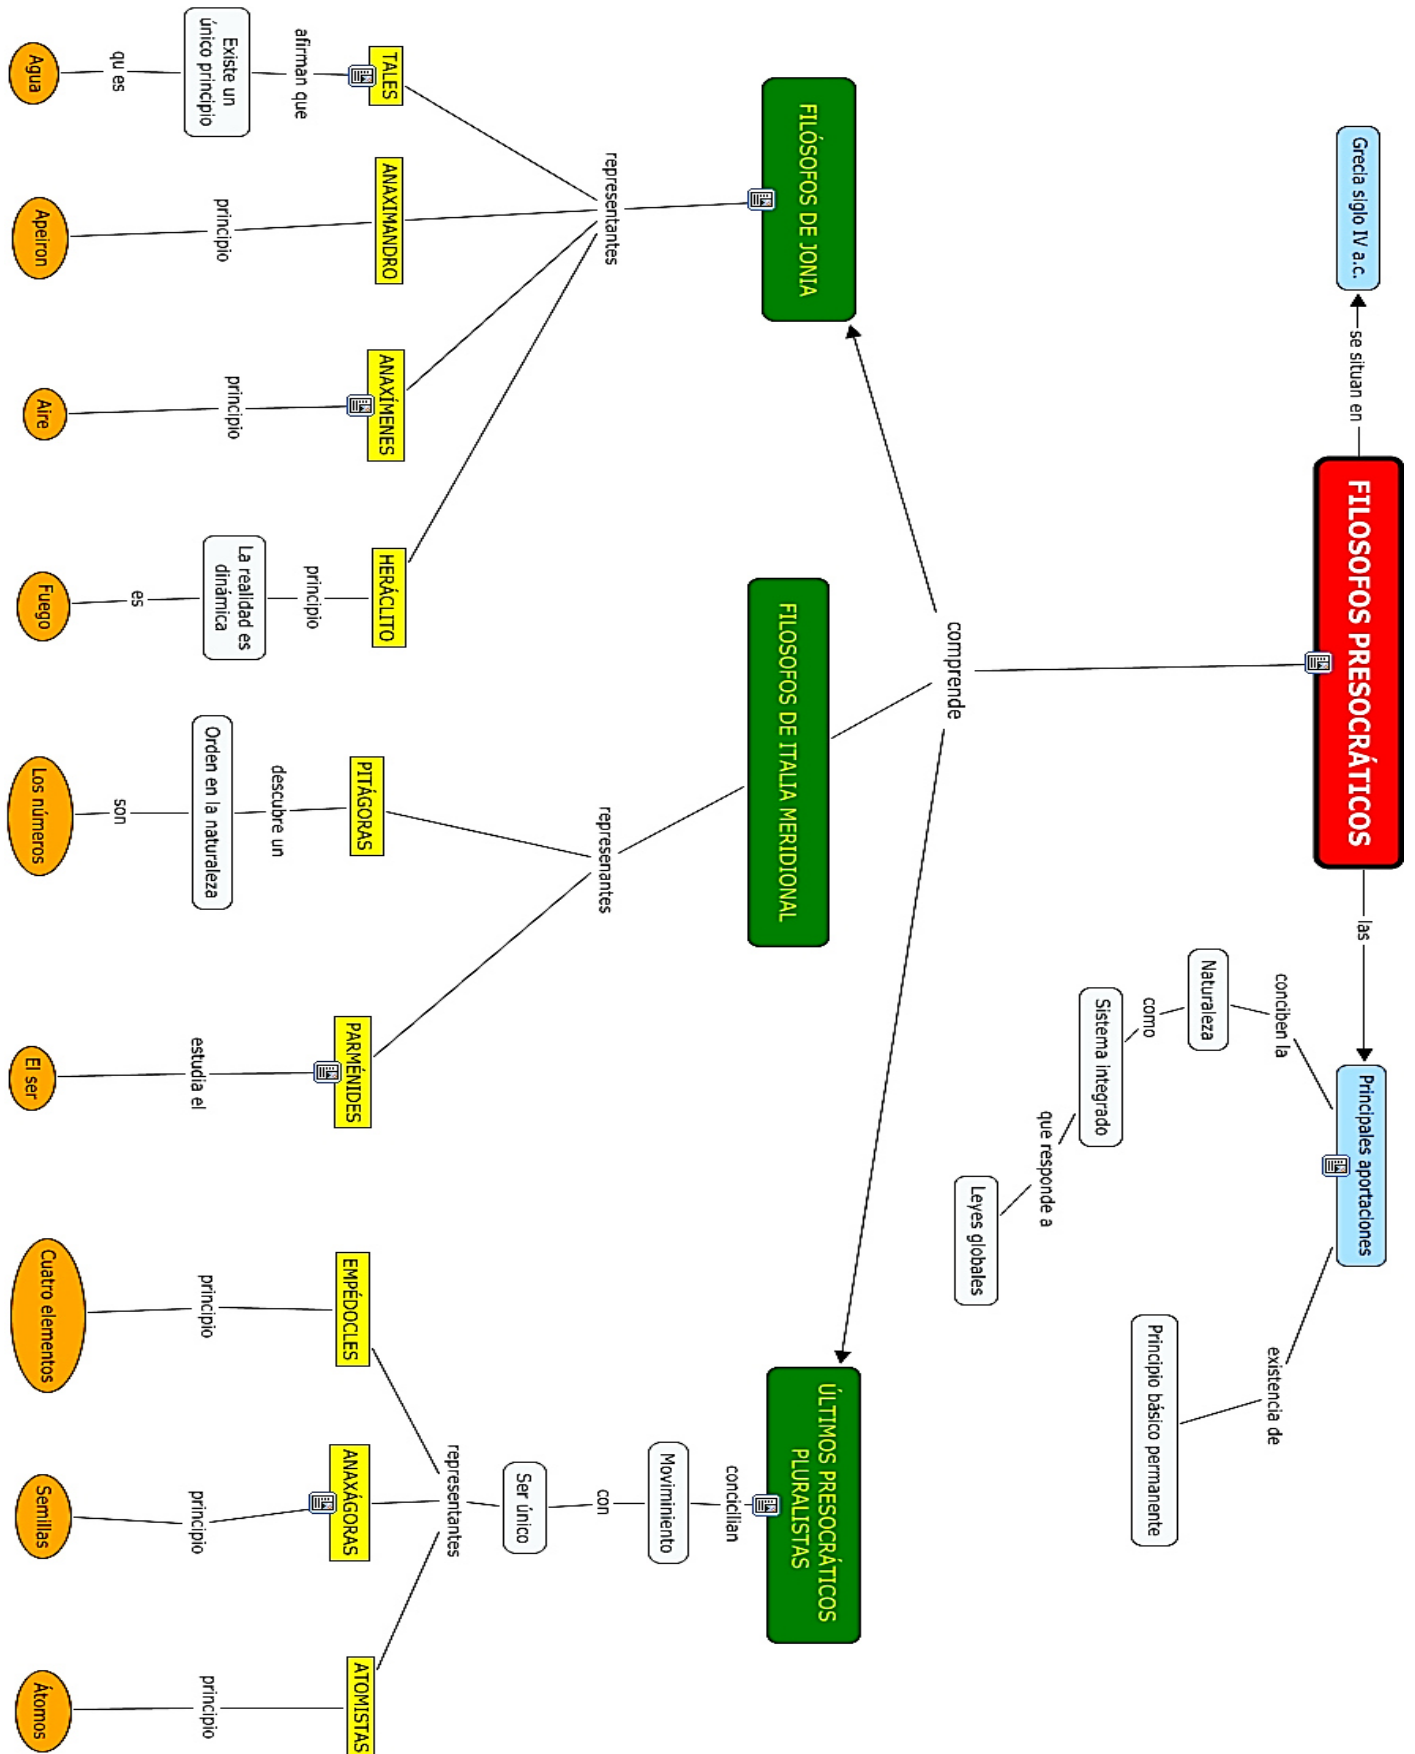 FILOSOFOS PRESOCRÁTICOS
se situan en
Grecia siglo IV a.c.
las
Principales aportaciones
conciben la
Naturaleza
como
Sistema integrado
que responde a
Leyes globales
existencia de
Principio básico permanente
comprende
FILÓSOFOS DE JONIA
FILOSOFOS DE ITALIA MERIDIONAL
ÚLTIMOS PRESOCRÁTICOS
PLURALISTAS
representantes
TALES
afirman que
Existe un
único principio
qu es
Agua
ANAXIMANDRO
principio
Apeiron
ANAXÍMENES
principio
Aire
HERÁCLITO
principio
La realidad es
dinámica
es
Fuego
represenantes
PITÁGORAS
descubre un
Orden en la naturaleza
son
Los números
PARMÉNIDES
estudia el
El ser
concicilian
Moviminiento
con
Ser único
representantes
EMPÉDOCLES
principio
Cuatro elementos
ANAXÁGORAS
principio
Semillas
ATOMISTAS
principio
Átomos